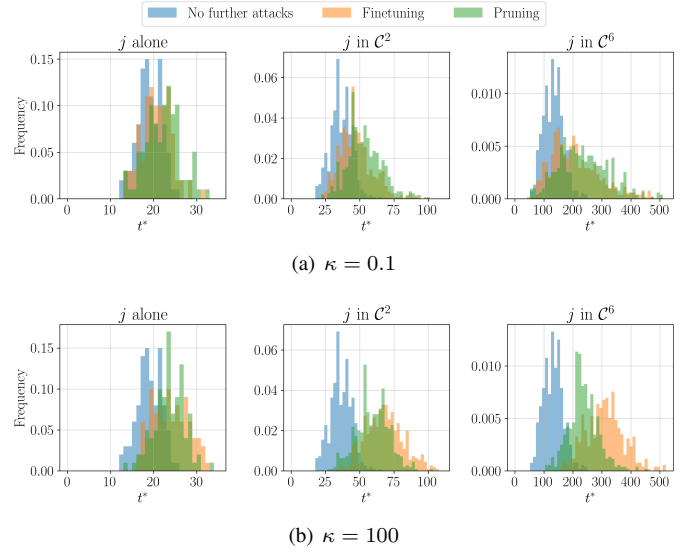 No further attacks Finetuning Pruning
j alone
j in C²
j in C⁶
Frequency
0.15
0.10
0.05
0.00
0 10 20 30
t*
0.06
0.04
0.02
0.00
0 25 50 75 100
t*
0.010
0.005
0.000
100 200 300 400 500
t*
(a) κ = 0.1
j alone
j in C²
j in C⁶
Frequency
0.15
0.10
0.05
0.00
0 10 20 30
t*
0.06
0.04
0.02
0.00
0 25 50 75 100
t*
0.010
0.005
0.000
100 200 300 400 500
t*
(b) κ = 100